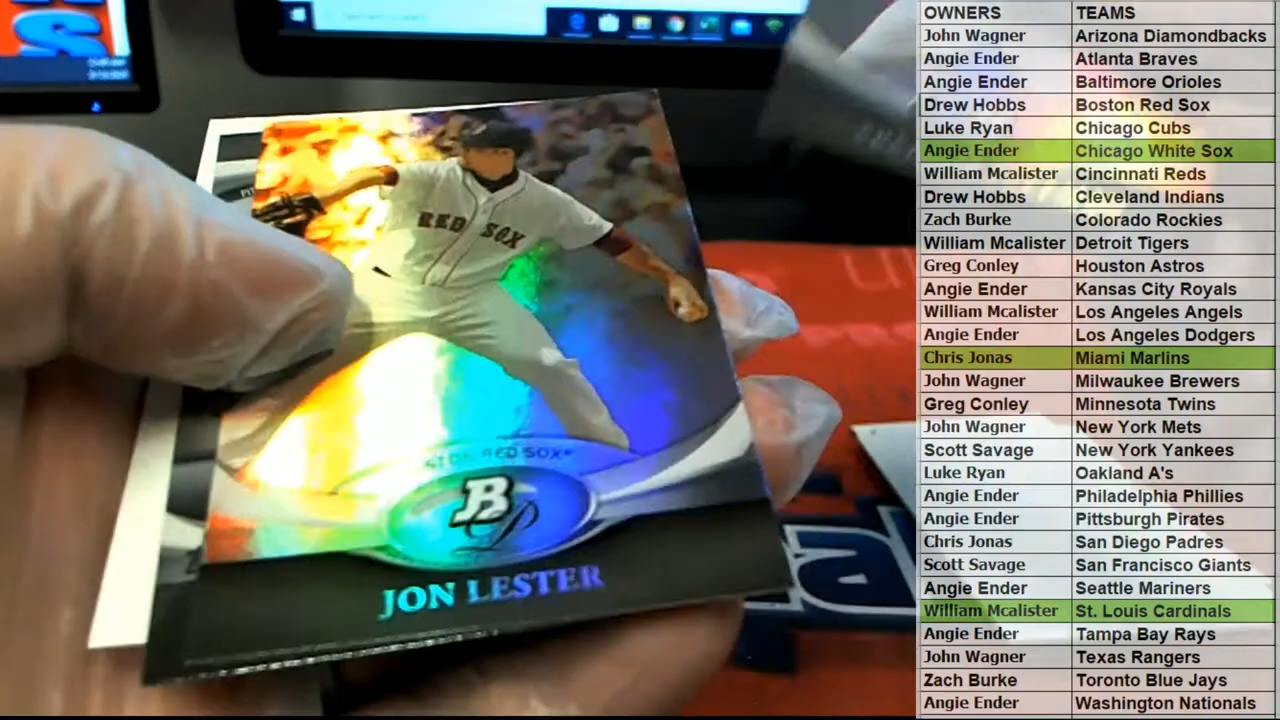 RED SOX
RED SOX
B
JON LESTER
OWNERS TEAMS
John Wagner Arizona Diamondbacks
Angie Ender Atlanta Braves
Angie Ender Baltimore Orioles
Drew Hobbs Boston Red Sox
Luke Ryan Chicago Cubs
Angie Ender Chicago White Sox
William Mcalister Cincinnati Reds
Drew Hobbs Cleveland Indians
Zach Burke Colorado Rockies
William Mcalister Detroit Tigers
Greg Conley Houston Astros
Angie Ender Kansas City Royals
William Mcalister Los Angeles Angels
Angie Ender Los Angeles Dodgers
Chris Jonas Miami Marlins
John Wagner Milwaukee Brewers
Greg Conley Minnesota Twins
John Wagner New York Mets
Scott Savage New York Yankees
Luke Ryan Oakland A's
Angie Ender Philadelphia Phillies
Angie Ender Pittsburgh Pirates
Chris Jonas San Diego Padres
Scott Savage San Francisco Giants
Angie Ender Seattle Mariners
William Mcalister St. Louis Cardinals
Angie Ender Tampa Bay Rays
John Wagner Texas Rangers
Zach Burke Toronto Blue Jays
Angie Ender Washington Nationals